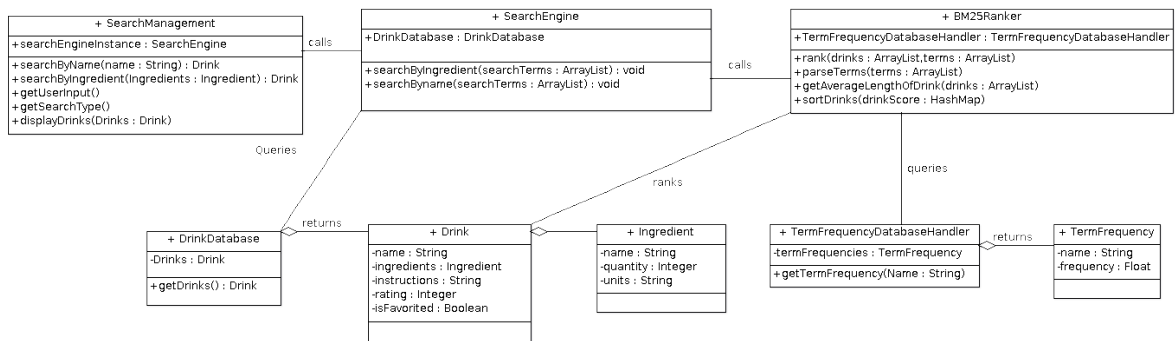 + SearchManagement
+searchEngineInstance : SearchEngine
+searchByName(name : String) : Drink
+searchByIngredient(Ingredients : Ingredient) : Drink
+getUserInput()
+getSearchType()
+displayDrinks(Drinks : Drink)
calls
+ SearchEngine
+DrinkDatabase : DrinkDatabase
+searchByIngredient(searchTerms : ArrayList) : void
+searchByname(searchTerms : ArrayList) : void
calls
+ BM25Ranker
+TermFrequencyDatabaseHandler : TermFrequencyDatabaseHandler
+rank(drinks : ArrayList,terms : ArrayList)
+parseTerms(terms : ArrayList)
+getAverageLengthOfDrink(drinks : ArrayList)
+sortDrinks(drinkScore : HashMap)
Queries
ranks
queries
+ DrinkDatabase
-Drinks : Drink
+getDrinks() : Drink
returns
+ Drink
-name : String
-ingredients : Ingredient
-instructions : String
-rating : Integer
-isFavorited : Boolean
+ Ingredient
-name : String
-quantity : Integer
-units : String
+ TermFrequencyDatabaseHandler
-termFrequencies : TermFrequency
+getTermFrequency(Name : String)
returns
+ TermFrequency
-name : String
-frequency : Float